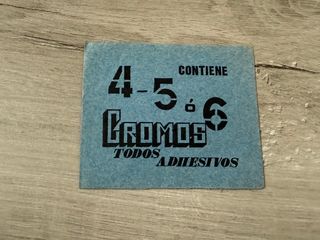 CONTIENE
4-5 ó 6
CROMOS
TODOS
ADHESIVOS